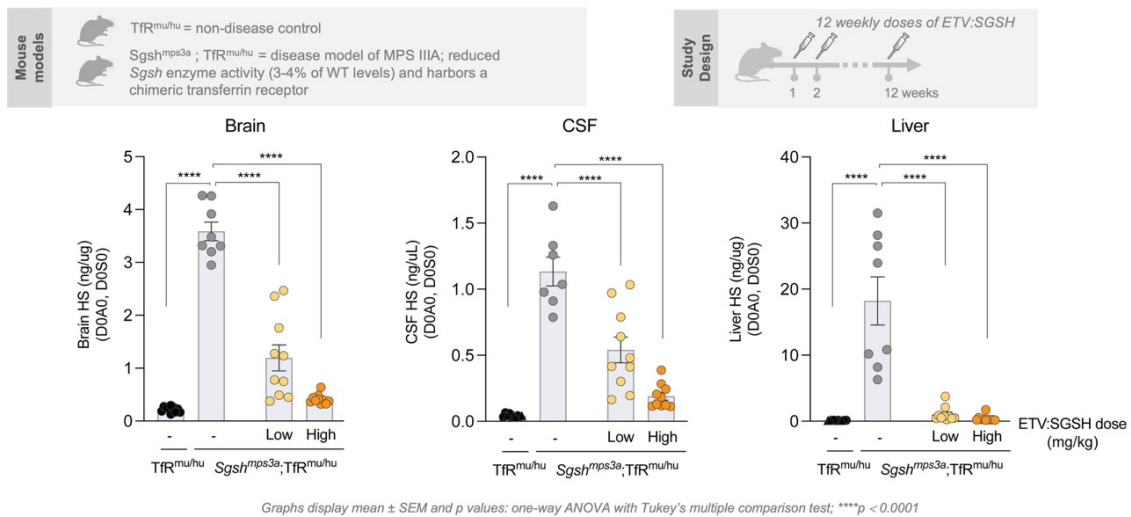 Mouse models
TfR^mu/hu = non-disease control
Sgsh^mps3a ; TfR^mu/hu = disease model of MPS IIIA; reduced
Sgsh enzyme activity (3-4% of WT levels) and harbors a
chimeric transferrin receptor
Study Design
12 weekly doses of ETV:SGSH
1 2 12 weeks
Brain
Brain HS (ng/ug)
(D0A0, D0S0)
5
4
3
2
1
0
****
**** ****
- - Low High
TfR^mu/hu Sgsh^mps3a;TfR^mu/hu
CSF
CSF HS (ng/uL)
(D0A0, D0S0)
2.0
1.5
1.0
0.5
0.0
****
**** ****
- - Low High
TfR^mu/hu Sgsh^mps3a;TfR^mu/hu
Liver
Liver HS (ng/ug)
(D0A0, D0S0)
40
30
20
10
0
****
**** ****
- - Low High
TfR^mu/hu Sgsh^mps3a;TfR^mu/hu
ETV:SGSH dose
(mg/kg)
Graphs display mean ± SEM and p values: one-way ANOVA with Tukey's multiple comparison test; ****p < 0.0001